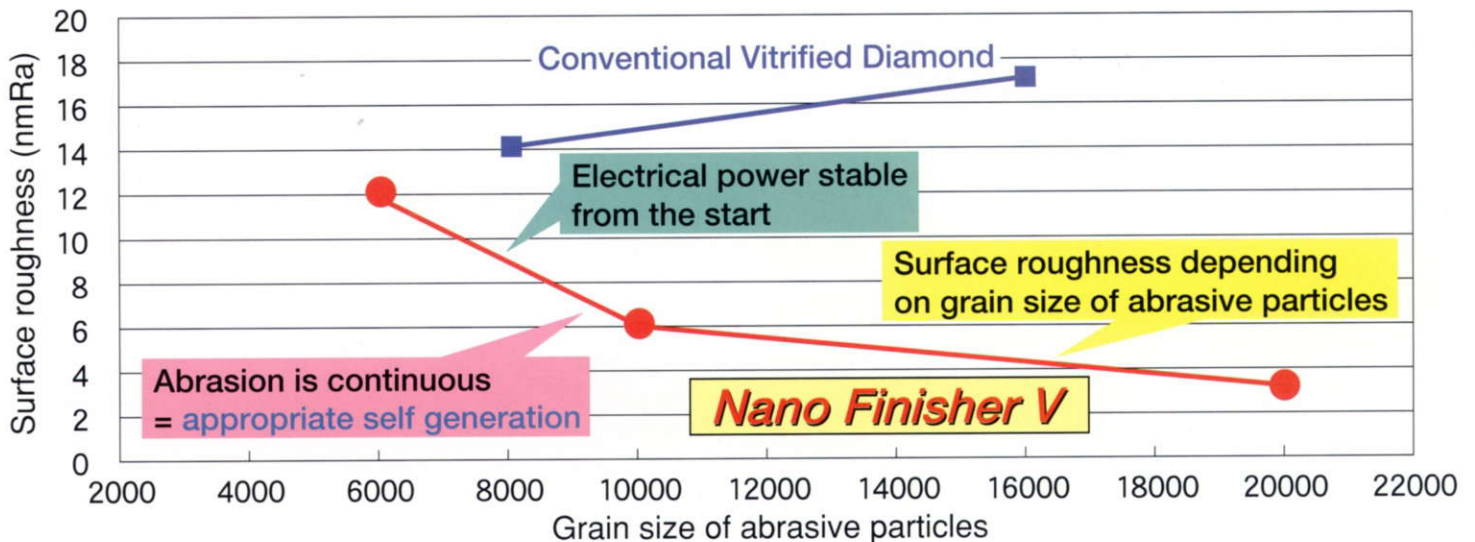 Surface roughness (nmRa)
20
18
16
14
12
10
8
6
4
2
0
Conventional Vitrified Diamond
Electrical power stable
from the start
Surface roughness depending
on grain size of abrasive particles
Abrasion is continuous
= appropriate self generation
Nano Finisher V
2000 4000 6000 8000 10000 12000 14000 16000 18000 20000 22000
Grain size of abrasive particles